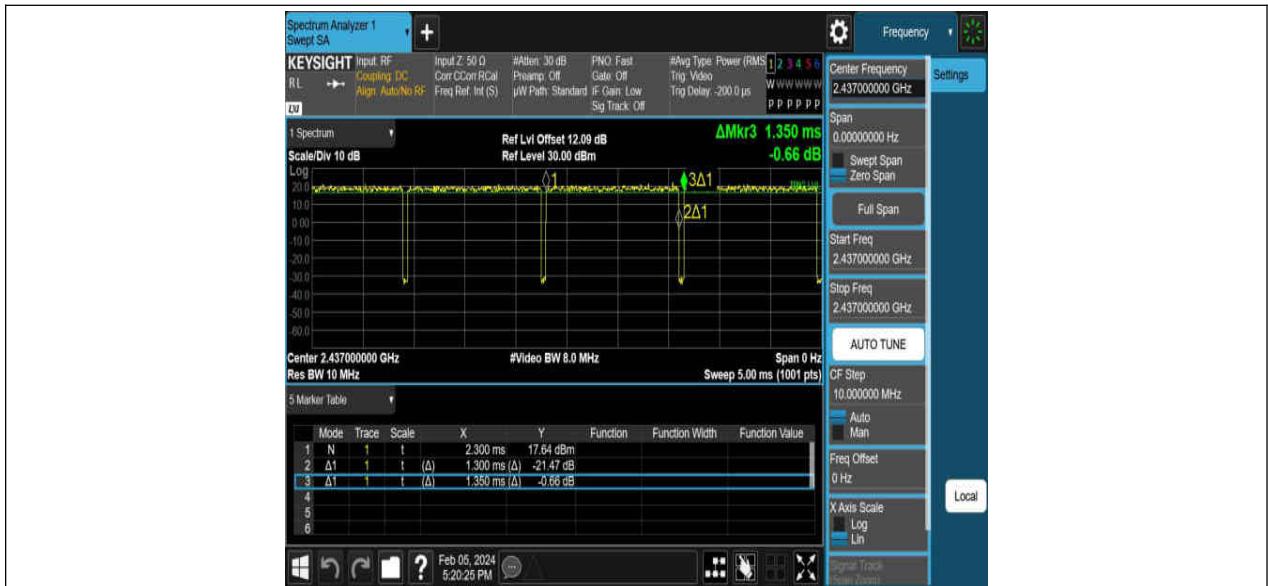 Spectrum Analyzer 1
Swept SA
+
Frequency
KEYSIGHT Input: RF Input Z: 50 Ω #Atten: 30 dB PNO: Fast #Avg Type: Power (RMS 1 2 3 4 5 6
RL Coupling: DC Corr CCorr RCal Preamp: Off Gate: Off Trig: Video W W W W W W
Align: Auto/No RF Freq Ref: Int (S) µW Path: Standard IF Gain: Low Trig Delay: -200.0 µs
Sig Track: Off P P P P P P
LXI
1 Spectrum
Ref Lvl Offset 12.09 dB
ΔMkr3 1.350 ms
Scale/Div 10 dB
Ref Level 30.00 dBm
-0.66 dB
Log
20.0
10.0
0.00
-10.0
-20.0
-30.0
-40.0
-50.0
-60.0
1
3Δ1
2Δ1
Center 2.437000000 GHz #Video BW 8.0 MHz Span 0 Hz
Res BW 10 MHz Sweep 5.00 ms (1001 pts)
5 Marker Table
Mode Trace Scale X Y Function Function Width Function Value
1 N 1 t 2.300 ms 17.64 dBm
2 Δ1 1 t (Δ) 1.300 ms (Δ) -21.47 dB
3 Δ1 1 t (Δ) 1.350 ms (Δ) -0.66 dB
4
5
6
Feb 05, 2024
5:20:25 PM
Center Frequency
2.437000000 GHz
Settings
Span
0.00000000 Hz
Swept Span
Zero Span
Full Span
Start Freq
2.437000000 GHz
Stop Freq
2.437000000 GHz
AUTO TUNE
CF Step
10.000000 MHz
Auto
Man
Freq Offset
0 Hz
X Axis Scale
Log
Lin
Signal Track
(Span Zoom)
Local